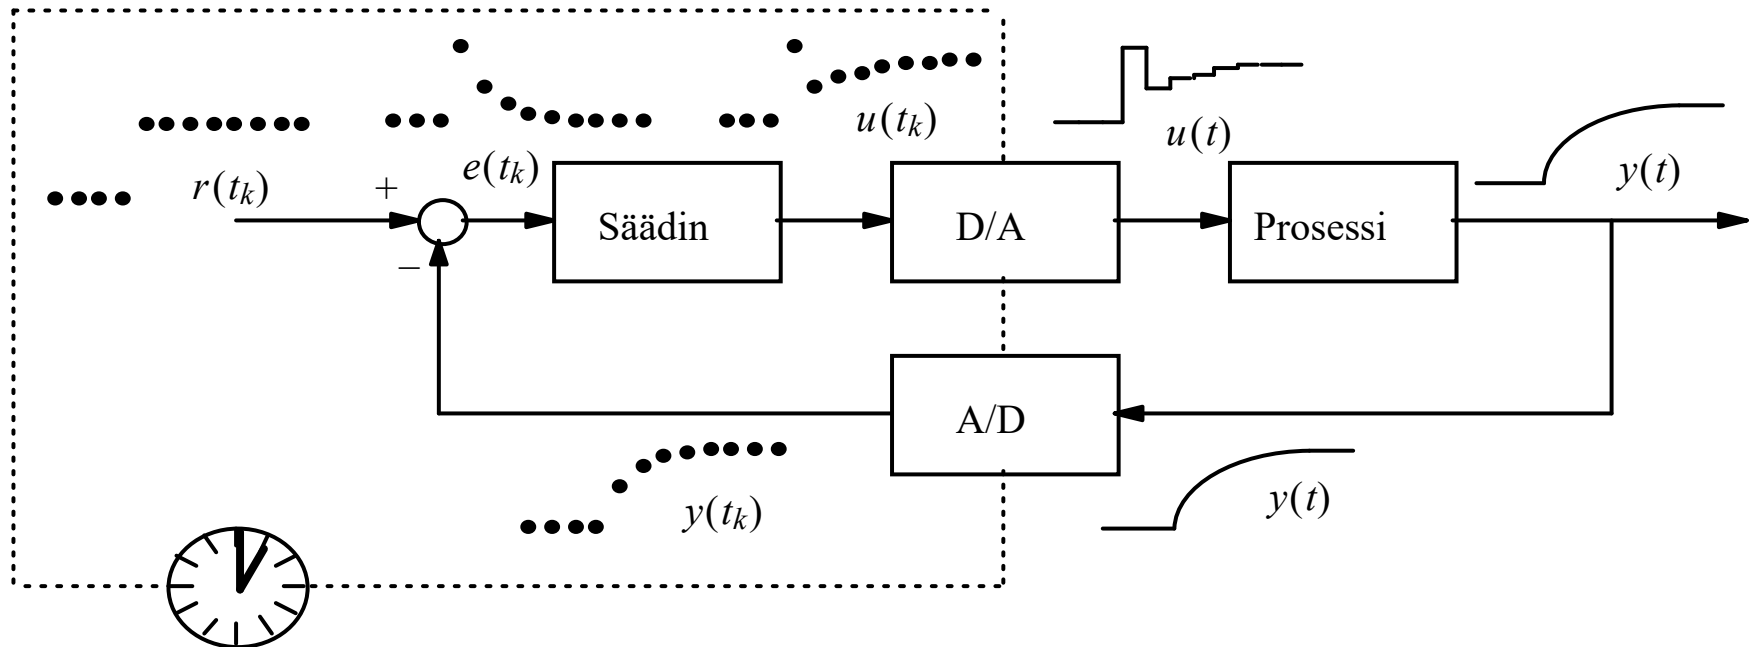 u(t_k)
u(t)
e(t_k)
y(t)
r(t_k)
+
Säädin
D/A
Prosessi
−
A/D
y(t_k)
y(t)